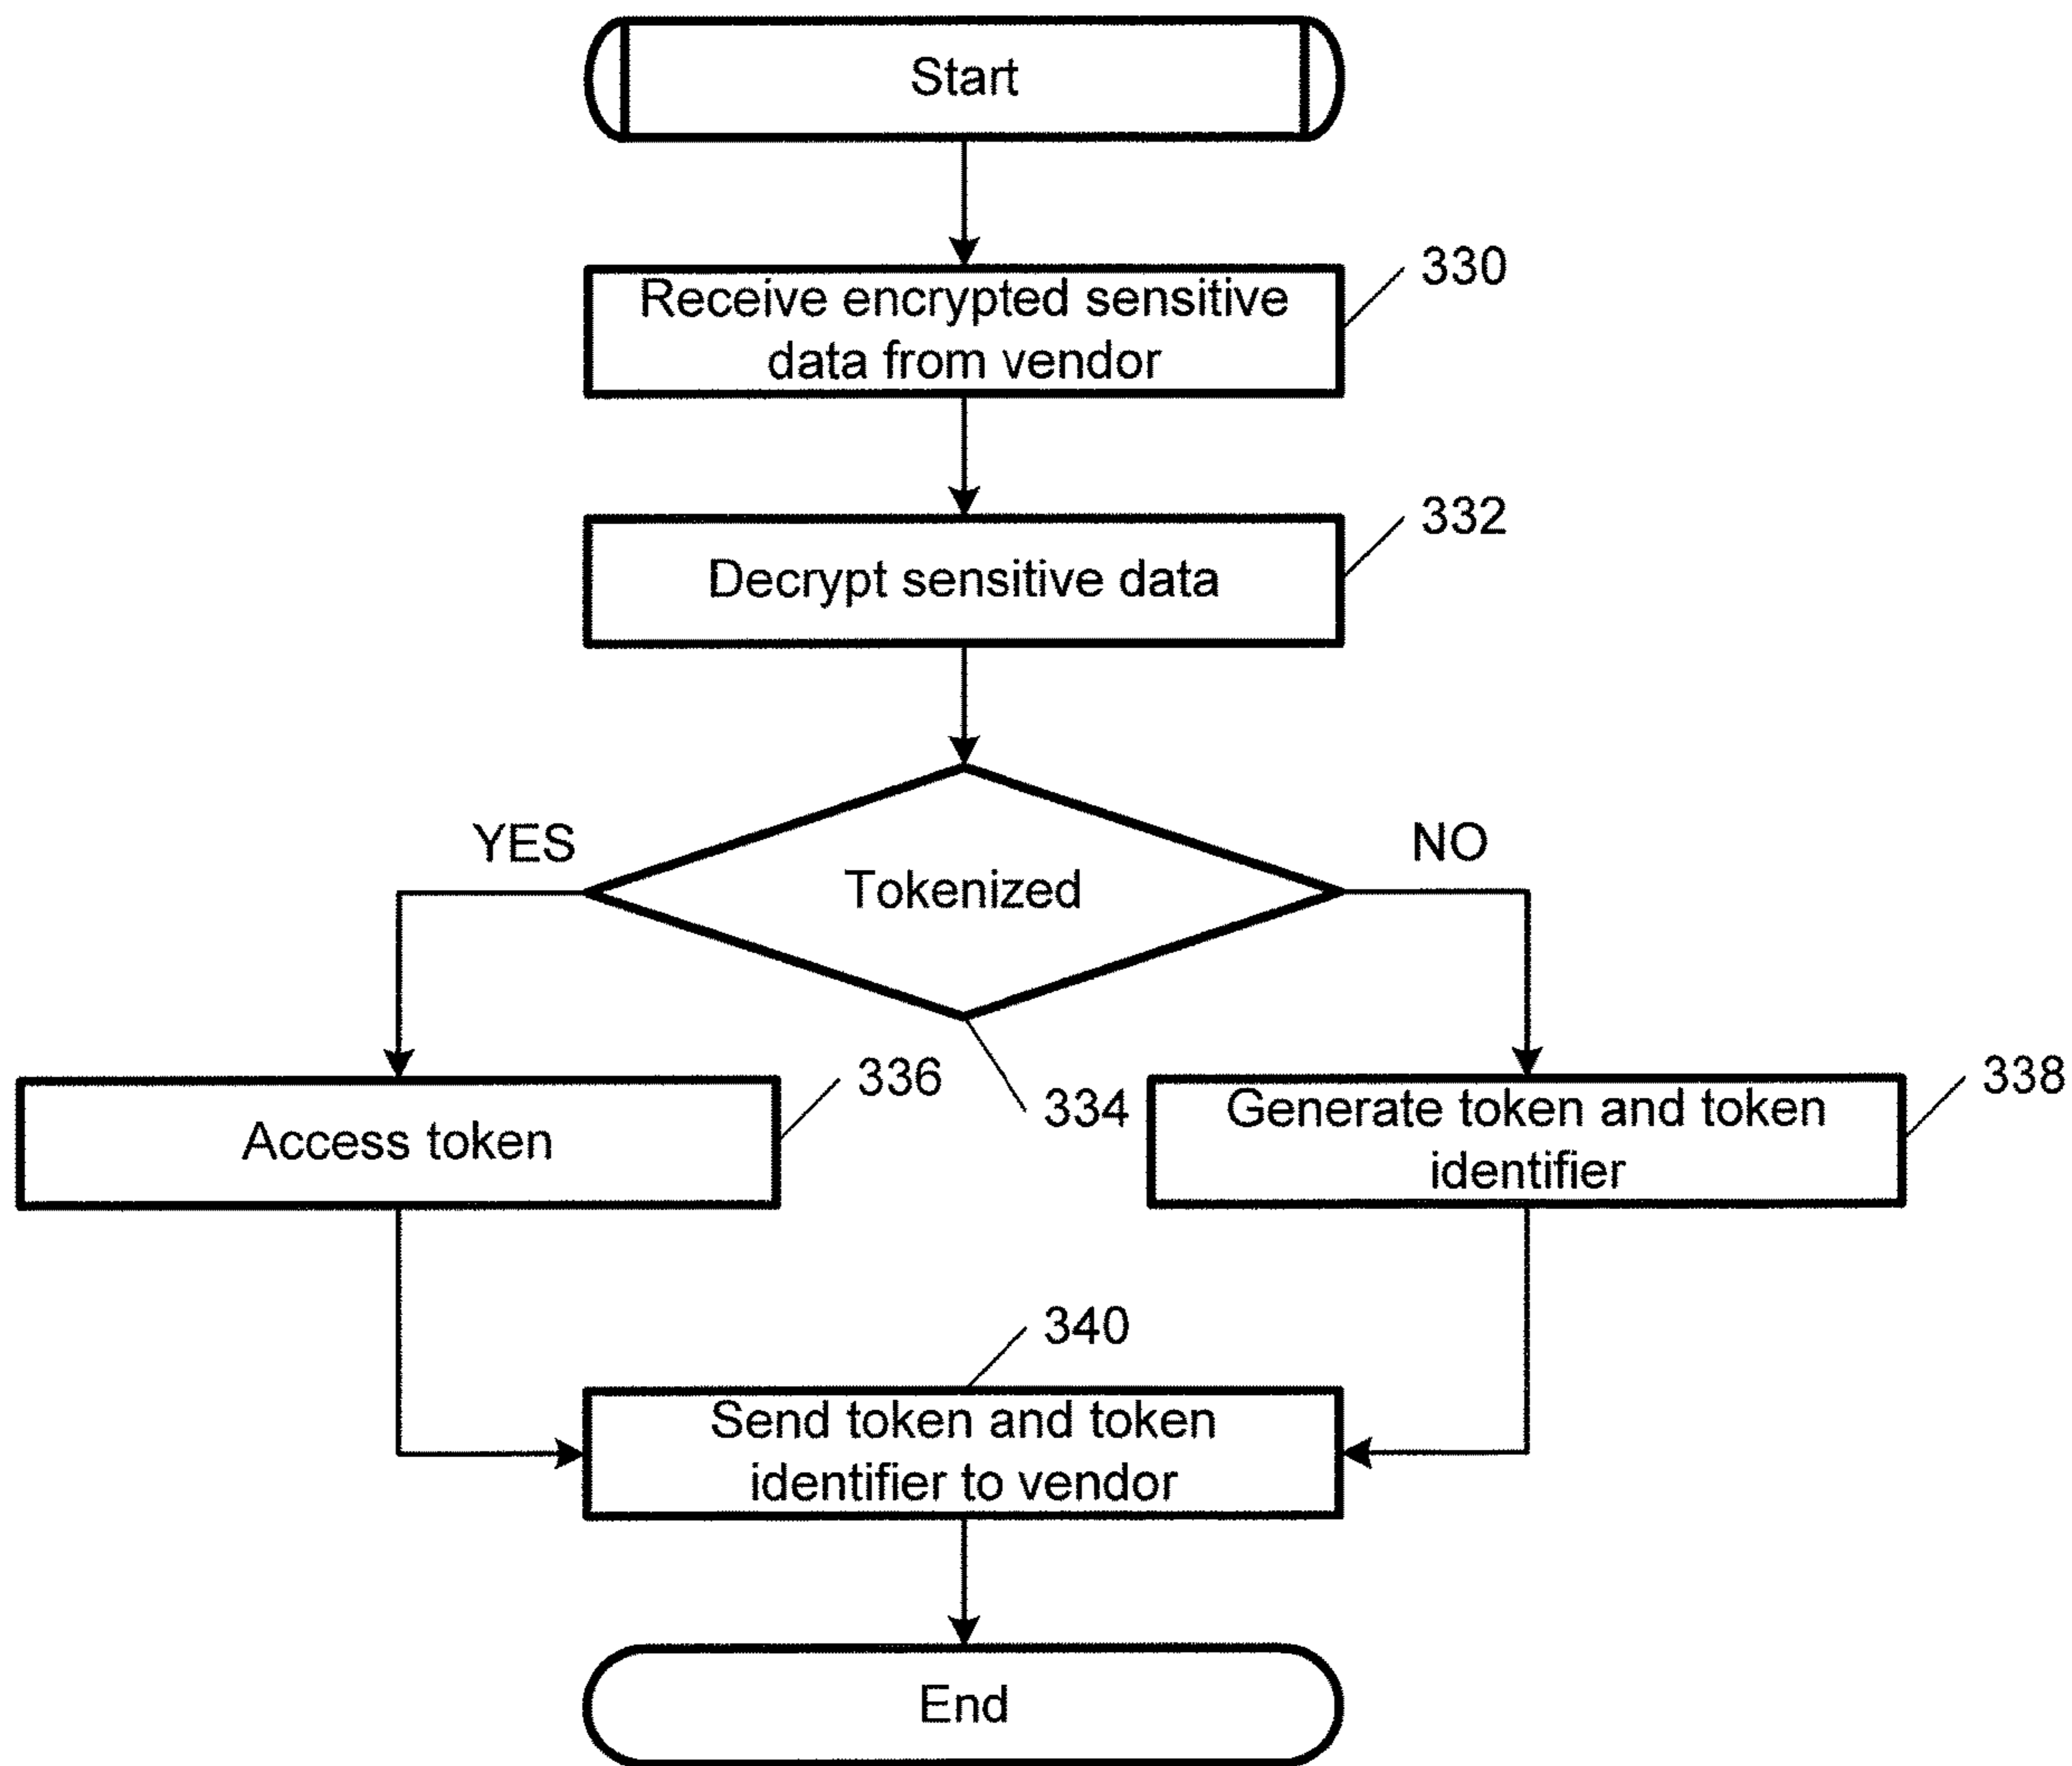 Start
330
Receive encrypted sensitive
data from vendor
332
Decrypt sensitive data
YES
NO
Tokenized
336
334
338
Access token
Generate token and token
identifier
340
Send token and token
identifier to vendor
End